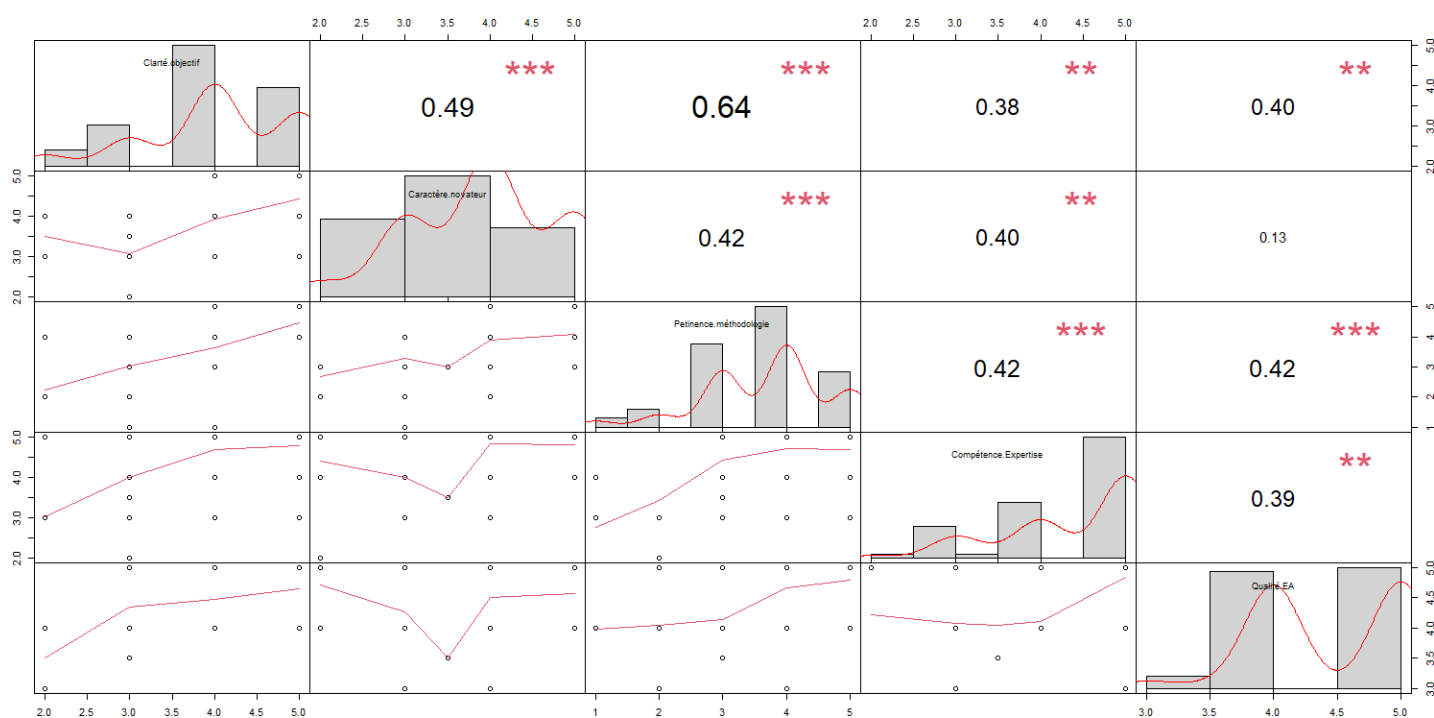 2.0 2.5 3.0 3.5 4.0 4.5 5.0
2.0 2.5 3.0 3.5 4.0 4.5 5.0
Clarté.objectif
***
0.49
***
0.64
**
0.38
**
0.40
2.0 3.0 4.0 5.0
2.0 3.0 4.0 5.0
Caractère.novateur
***
0.42
**
0.40
0.13
Petinence.méthodologie
***
0.42
***
0.42
1 2 3 4 5
2.0 3.0 4.0 5.0
Compétence.Expertise
**
0.39
Qualité.EA
3.0 3.5 4.0 4.5 5.0
2.0 2.5 3.0 3.5 4.0 4.5 5.0
1 2 3 4 5
3.0 3.5 4.0 4.5 5.0